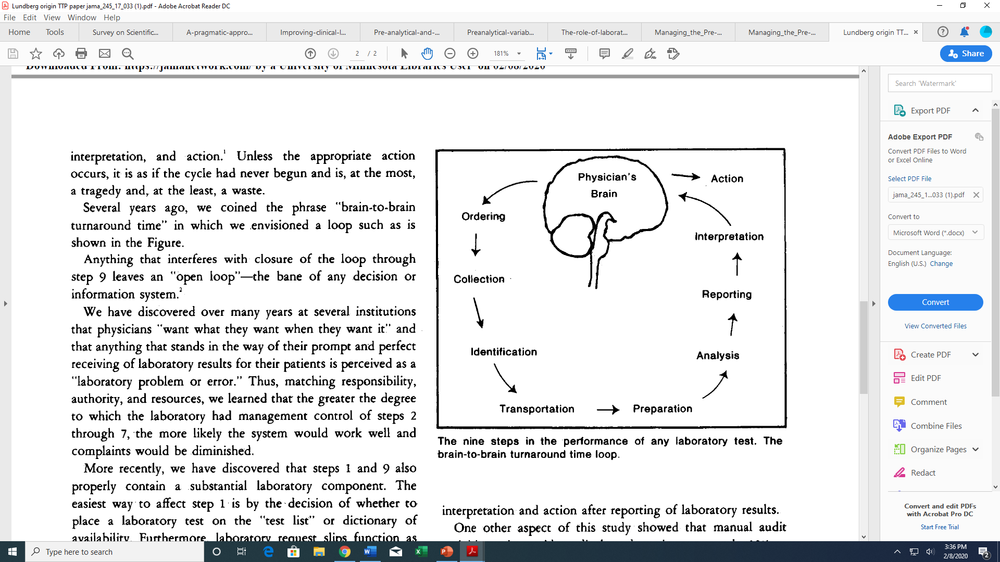 Lundberg origin TTP paper jama_245_17_033 (1).pdf - Adobe Acrobat Reader DC
File Edit View Window Help
Home Tools Survey on Scientific... A-pragmatic-appro... Improving-clinical-l... Pre-analytical-and-... Preanalytical-variab... The-role-of-laborat... Managing_the_Pre-... Managing_the_Pre-... Lundberg origin TT... ×
2 / 2 181% Share
Downloaded From: https://jamanetwork.com/ by a University of Minnesota Libraries User on 02/08/2020
interpretation, and action.¹ Unless the appropriate action
occurs, it is as if the cycle had never begun and is, at the most,
a tragedy and, at the least, a waste.
Several years ago, we coined the phrase "brain-to-brain
turnaround time" in which we envisioned a loop such as is
shown in the Figure.
Anything that interferes with closure of the loop through
step 9 leaves an "open loop"—the bane of any decision or
information system.²
We have discovered over many years at several institutions
that physicians "want what they want when they want it" and
that anything that stands in the way of their prompt and perfect
receiving of laboratory results for their patients is perceived as a
"laboratory problem or error." Thus, matching responsibility,
authority, and resources, we learned that the greater the degree
to which the laboratory had management control of steps 2
through 7, the more likely the system would work well and
complaints would be diminished.
More recently, we have discovered that steps 1 and 9 also
properly contain a substantial laboratory component. The
easiest way to affect step 1 is by the decision of whether to
place a laboratory test on the "test list" or dictionary of
availability. Furthermore, laboratory request slips function as
Physician's
Brain
Action
Ordering
Interpretation
Collection
Reporting
Identification
Analysis
Transportation
Preparation
The nine steps in the performance of any laboratory test. The
brain-to-brain turnaround time loop.
interpretation and action after reporting of laboratory results.
One other aspect of this study showed that manual audit
Search 'Watermark'
Export PDF
Adobe Export PDF
Convert PDF Files to Word
or Excel Online
Select PDF File
jama_245_1...033 (1).pdf
Convert to
Microsoft Word (*.docx)
Document Language:
English (U.S.) Change
Convert
View Converted Files
Create PDF
Edit PDF
Comment
Combine Files
Organize Pages
Redact
Convert and edit PDFs
with Acrobat Pro DC
Start Free Trial
Type here to search
3:36 PM
2/8/2020
2